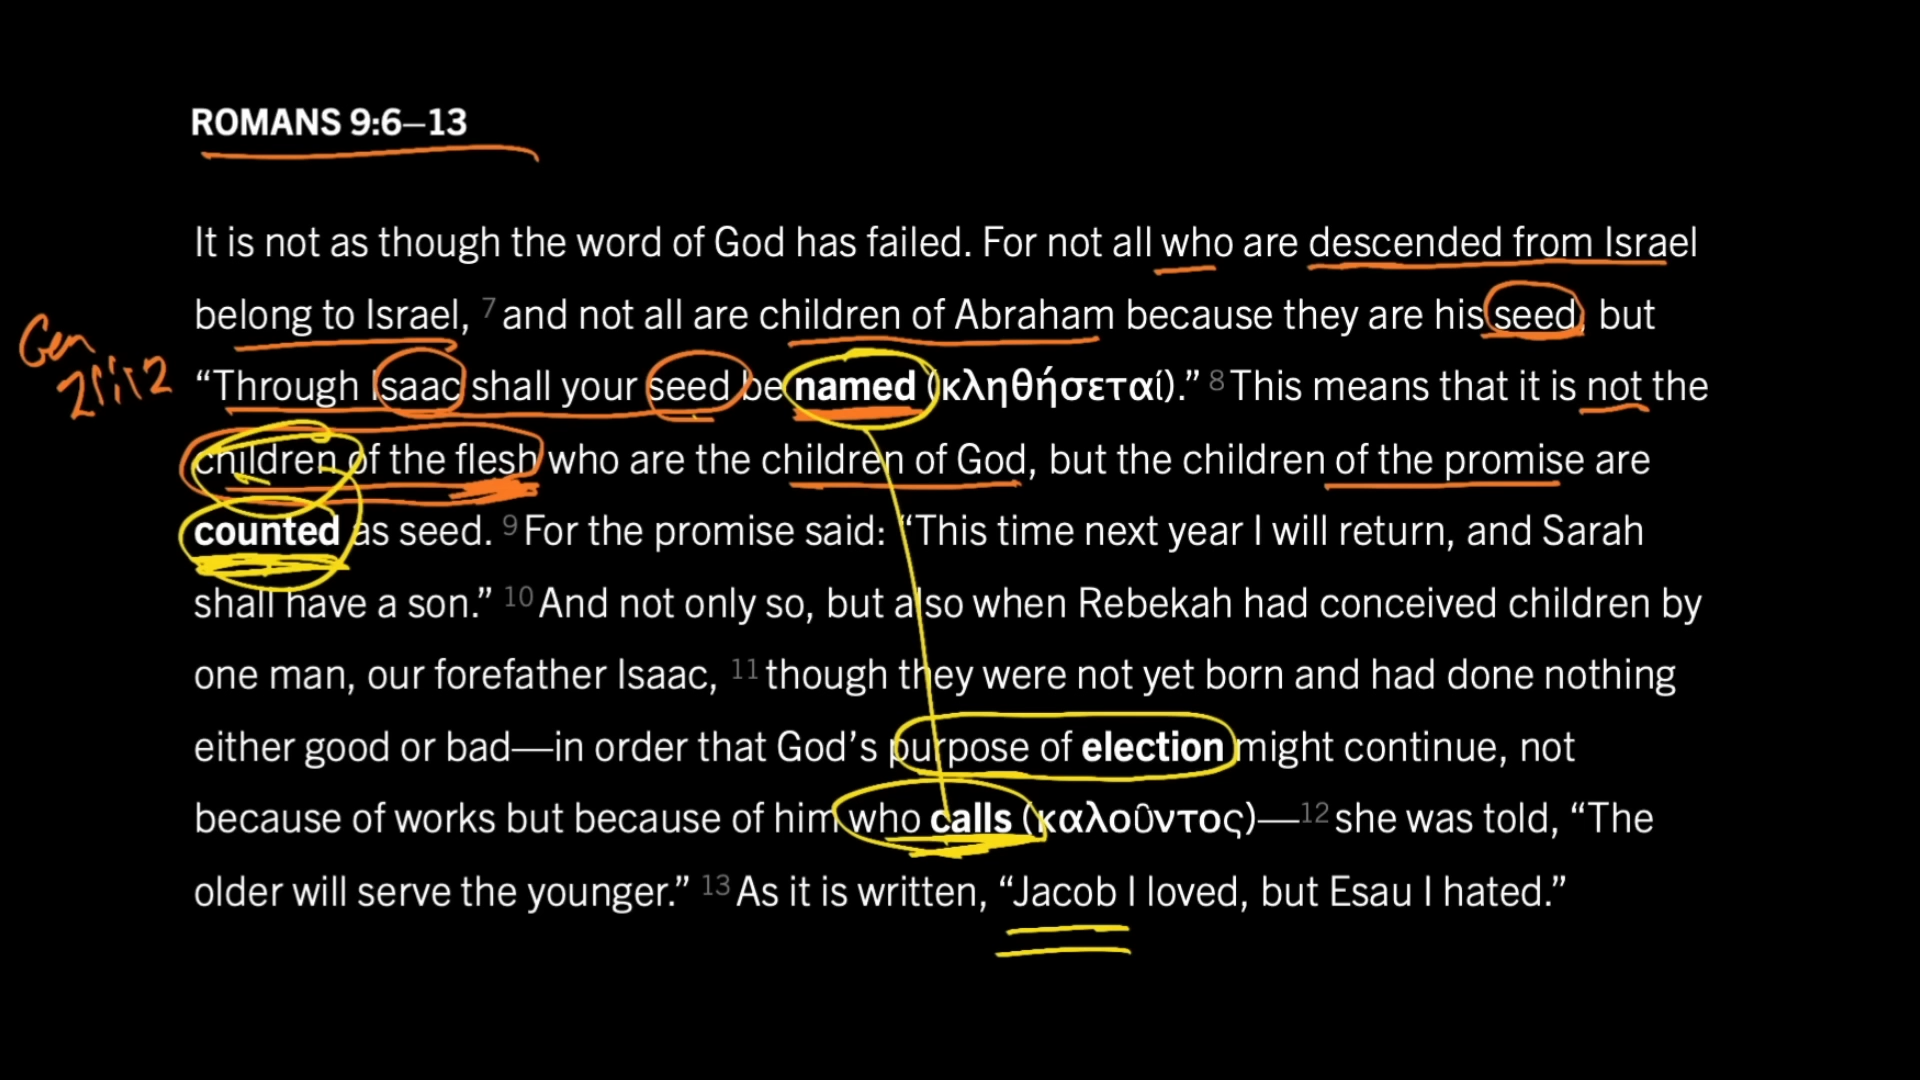 ROMANS 9:6–13
It is not as though the word of God has failed. For not all who are descended from Israel
belong to Israel, 7 and not all are children of Abraham because they are his seed, but
Gen
21:12
“Through Isaac shall your seed be named (κληθήσεταί).” 8 This means that it is not the
children of the flesh who are the children of God, but the children of the promise are
counted as seed. 9 For the promise said: “This time next year I will return, and Sarah
shall have a son.” 10 And not only so, but also when Rebekah had conceived children by
one man, our forefather Isaac, 11 though they were not yet born and had done nothing
either good or bad—in order that God’s purpose of election might continue, not
because of works but because of him who calls (καλοῦντος)—12 she was told, “The
older will serve the younger.” 13 As it is written, “Jacob I loved, but Esau I hated.”